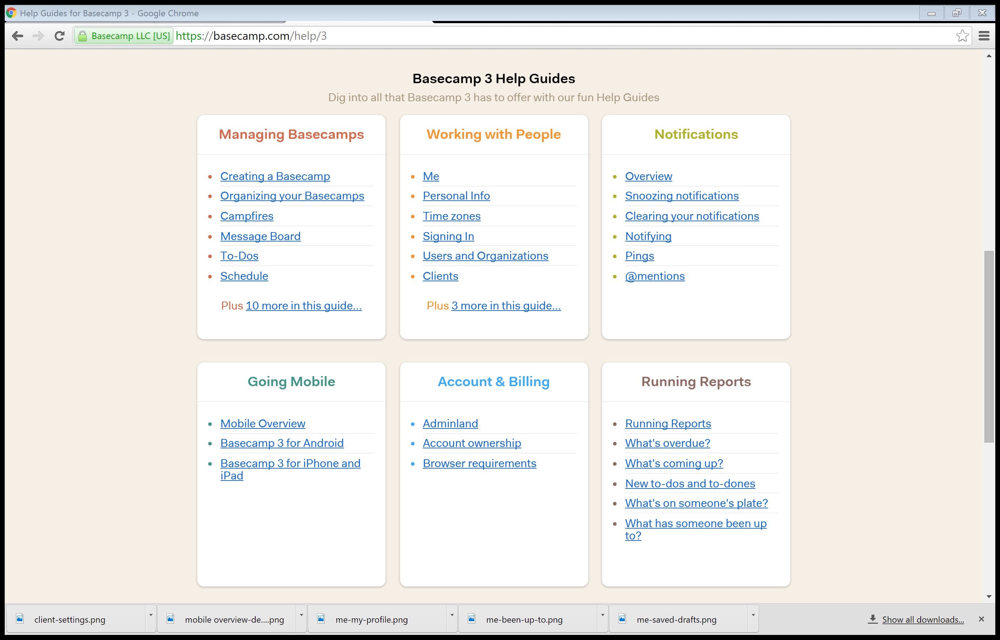 Help Guides for Basecamp 3 - Google Chrome
Basecamp LLC [US] https://basecamp.com/help/3
Basecamp 3 Help Guides
Dig into all that Basecamp 3 has to offer with our fun Help Guides
Managing Basecamps
Creating a Basecamp
Organizing your Basecamps
Campfires
Message Board
To-Dos
Schedule
Plus 10 more in this guide...
Working with People
Me
Personal Info
Time zones
Signing In
Users and Organizations
Clients
Plus 3 more in this guide...
Notifications
Overview
Snoozing notifications
Clearing your notifications
Notifying
Pings
@mentions
Going Mobile
Mobile Overview
Basecamp 3 for Android
Basecamp 3 for iPhone and
iPad
Account & Billing
Adminland
Account ownership
Browser requirements
Running Reports
Running Reports
What's overdue?
What's coming up?
New to-dos and to-dones
What's on someone's plate?
What has someone been up
to?
client-settings.png
mobile overview-de....png
me-my-profile.png
me-been-up-to.png
me-saved-drafts.png
Show all downloads...